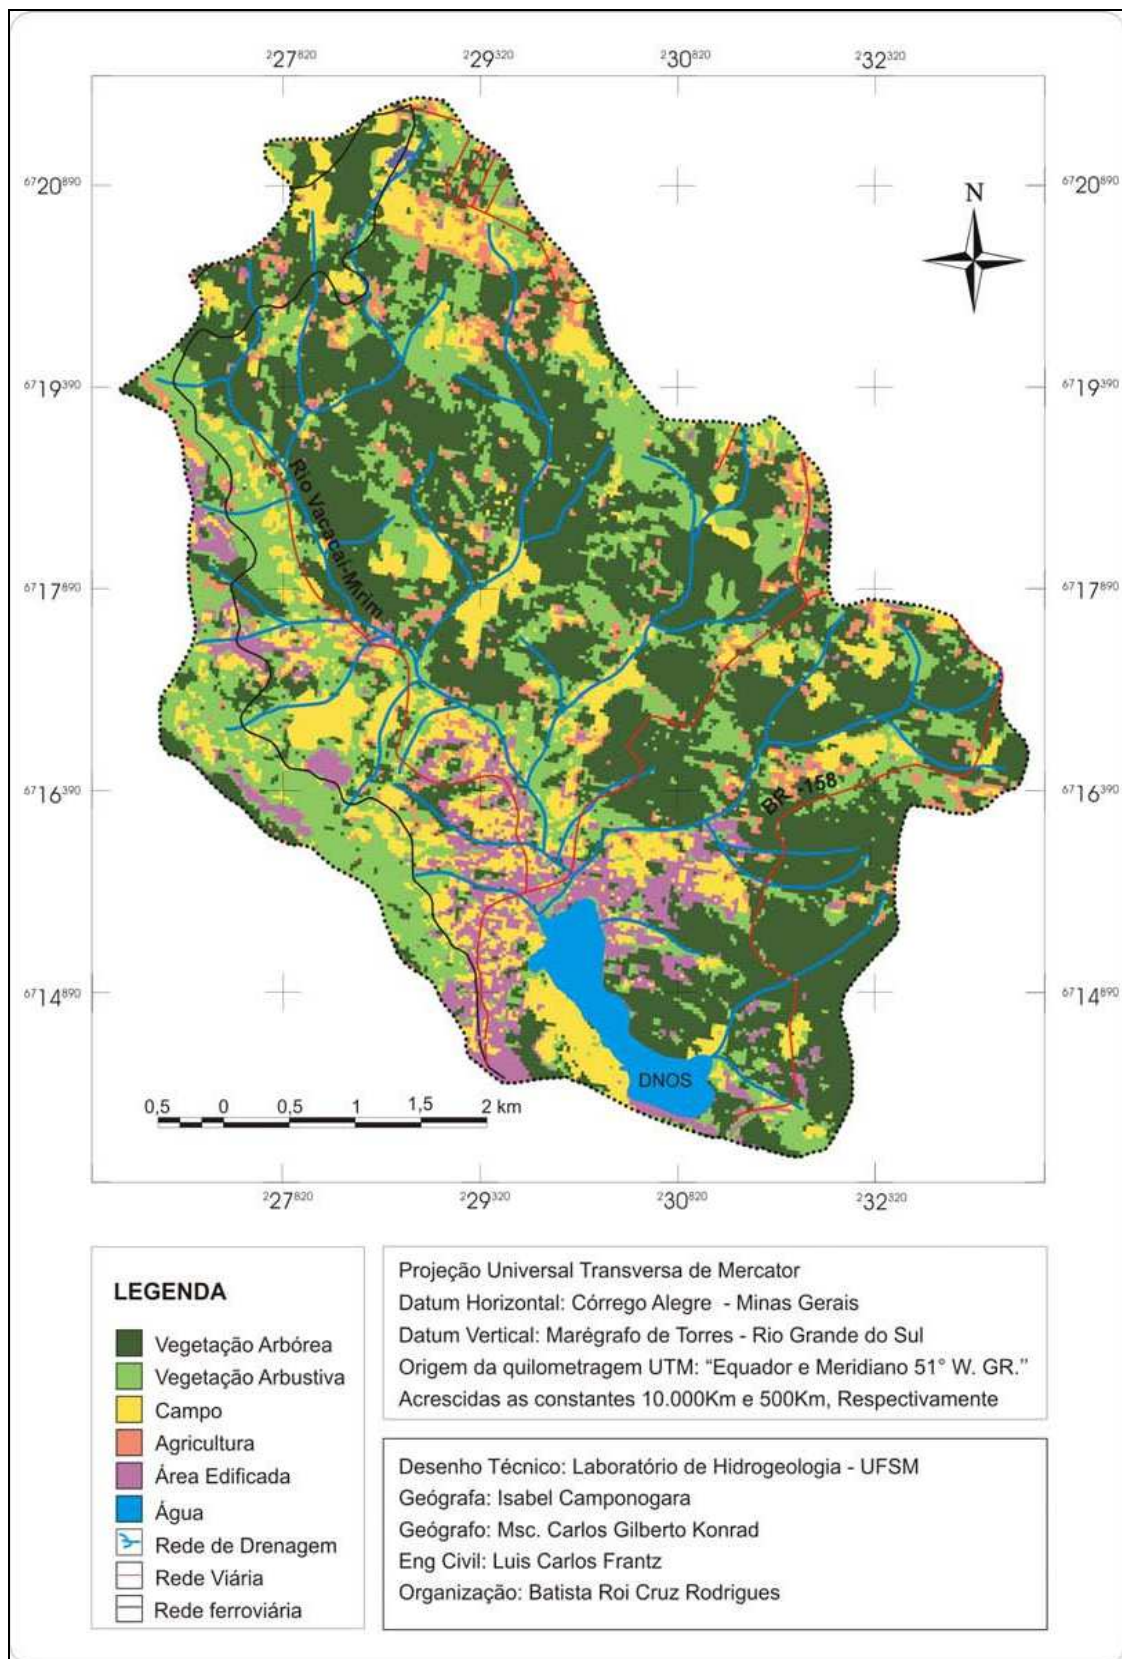 ²27⁸²⁰ ²29³²⁰ ²30⁸²⁰ ²32³²⁰
⁶⁷20⁸⁹⁰ ⁶⁷20⁸⁹⁰
N
⁶⁷19³⁹⁰ ⁶⁷19³⁹⁰
Rio Vacacaí-Mirim
⁶⁷17⁸⁹⁰ ⁶⁷17⁸⁹⁰
⁶⁷16³⁹⁰ ⁶⁷16³⁹⁰
BR -158
⁶⁷14⁸⁹⁰ ⁶⁷14⁸⁹⁰
DNOS
0,5 0 0,5 1 1,5 2 km
²27⁸²⁰ ²29³²⁰ ²30⁸²⁰ ²32³²⁰
LEGENDA
Vegetação Arbórea
Vegetação Arbustiva
Campo
Agricultura
Área Edificada
Água
Rede de Drenagem
Rede Viária
Rede ferroviária
Projeção Universal Transversa de Mercator
Datum Horizontal: Córrego Alegre - Minas Gerais
Datum Vertical: Marégrafo de Torres - Rio Grande do Sul
Origem da quilometragem UTM: “Equador e Meridiano 51° W. GR.”
Acrescidas as constantes 10.000Km e 500Km, Respectivamente
Desenho Técnico: Laboratório de Hidrogeologia - UFSM
Geógrafa: Isabel Camponogara
Geógrafo: Msc. Carlos Gilberto Konrad
Eng Civil: Luis Carlos Frantz
Organização: Batista Roi Cruz Rodrigues